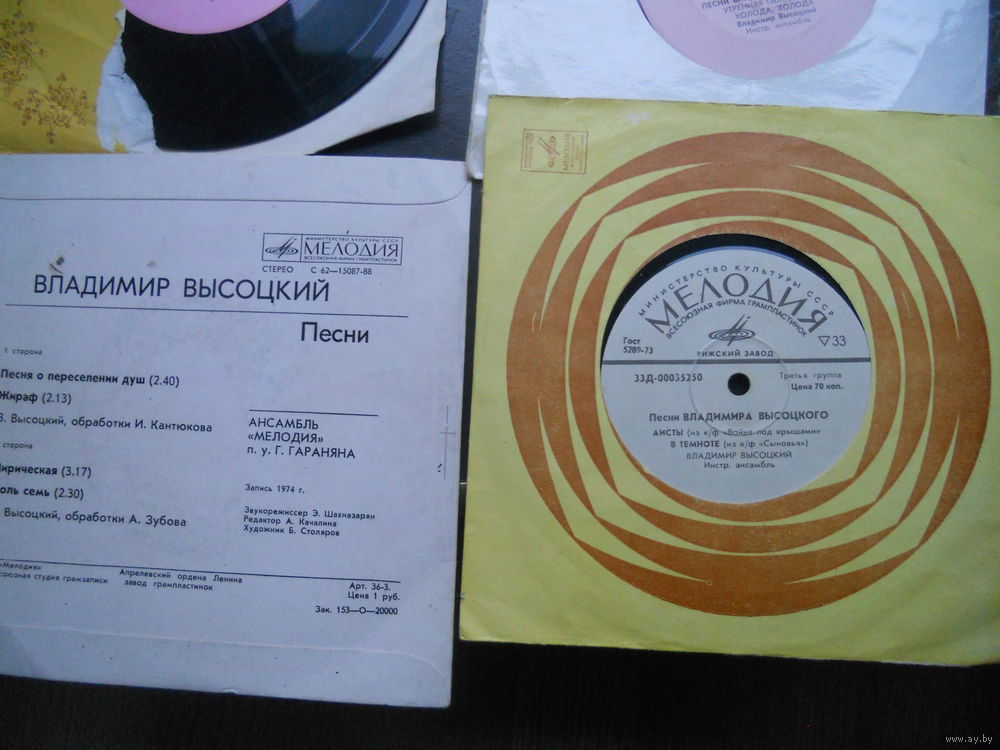 ПЕСНИ
УТРЕННАЯ
ХОЛОДА, ХОЛОДА
Владимир Высоцкий
Инстр. ансамбль
МИНИСТЕРСТВО КУЛЬТУРЫ СССР
МЕЛОДИЯ
ВСЕСОЮЗНАЯ ФИРМА ГРАМПЛАСТИНОК
СТЕРЕО С 62—15087-88
ВЛАДИМИР ВЫСОЦКИЙ
Песни
1 сторона
Песня о переселении душ (2.40)
Жираф (2.13)
В. Высоцкий, обработки И. Кантюкова
сторона
ирическая (3.17)
оль семь (2.30)
Высоцкий, обработки А. Зубова
АНСАМБЛЬ
«МЕЛОДИЯ»
п. у Г. ГАРАНЯНА
Запись 1974 г.
Звукорежиссер Э. Шахназарян
Редактор А. Качалина
Художник Б. Столяров
«Мелодия»
союзная студия грамзаписи
Апрелевский ордена Ленина
завод грампластинок
Арт. 36-3.
Цена 1 руб.
Зак. 153—О—20000
МЕЛОДИЯ
МИНИСТЕРСТВО КУЛЬТУРЫ СССР
МЕЛОДИЯ
ВСЕСОЮЗНАЯ ФИРМА ГРАМПЛАСТИНОК
Гост
5289-73
▽33
РИЖСКИЙ ЗАВОД
33Д-00035250
Третья группа
Цена 70 коп.
Песни ВЛАДИМИРА ВЫСОЦКОГО
АИСТЫ (из к/ф «Война под крышами»
В ТЕМНОТЕ (из к/ф «Сыновья»)
ВЛАДИМИР ВЫСОЦКИЙ
Инстр. ансамбль
www.ay.by